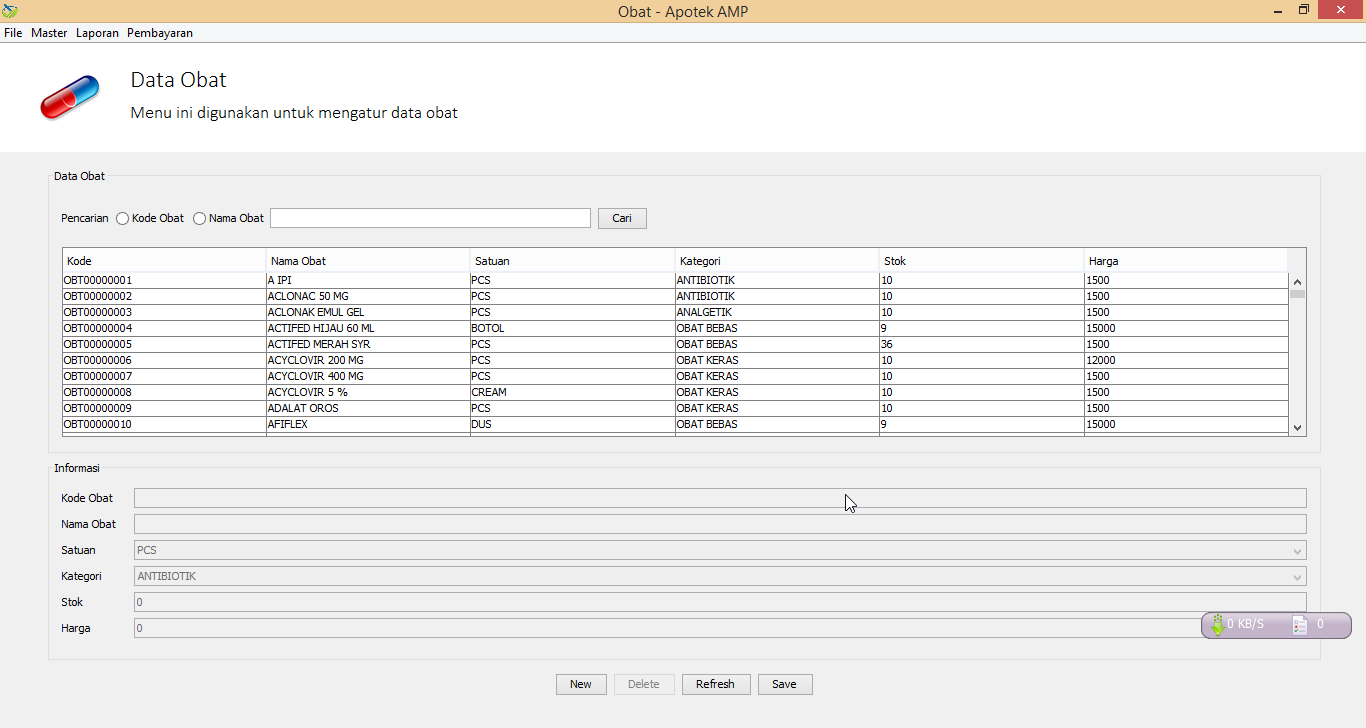 Obat - Apotek AMP
File Master Laporan Pembayaran
Data Obat
Menu ini digunakan untuk mengatur data obat
Data Obat
Pencarian Kode Obat Nama Obat Cari
Kode Nama Obat Satuan Kategori Stok Harga
OBT00000001 A IPI PCS ANTIBIOTIK 10 1500
OBT00000002 ACLONAC 50 MG PCS ANTIBIOTIK 10 1500
OBT00000003 ACLONAK EMUL GEL PCS ANALGETIK 10 1500
OBT00000004 ACTIFED HIJAU 60 ML BOTOL OBAT BEBAS 9 15000
OBT00000005 ACTIFED MERAH SYR PCS OBAT BEBAS 36 1500
OBT00000006 ACYCLOVIR 200 MG PCS OBAT KERAS 10 12000
OBT00000007 ACYCLOVIR 400 MG PCS OBAT KERAS 10 1500
OBT00000008 ACYCLOVIR 5 % CREAM OBAT KERAS 10 1500
OBT00000009 ADALAT OROS PCS OBAT KERAS 10 1500
OBT00000010 AFIFLEX DUS OBAT BEBAS 9 15000
Informasi
Kode Obat
Nama Obat
Satuan PCS
Kategori ANTIBIOTIK
Stok 0
Harga 0
0 KB/S 0
New Delete Refresh Save